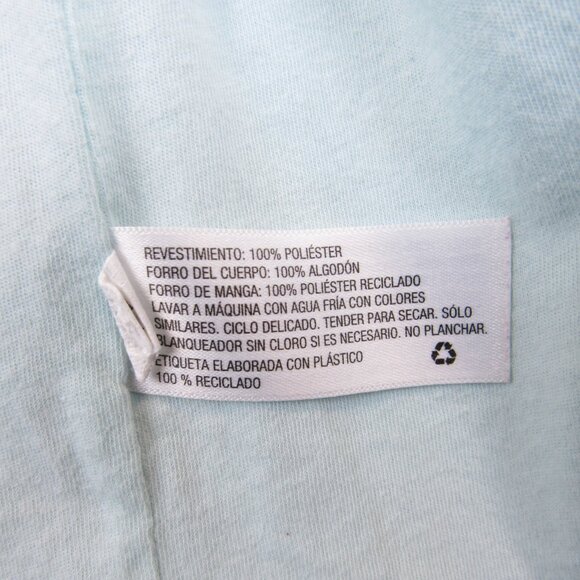 REVESTIMIENTO: 100% POLIÉSTER
FORRO DEL CUERPO: 100% ALGODÓN
FORRO DE MANGA: 100% POLIÉSTER RECICLADO
LAVAR A MÁQUINA CON AGUA FRÍA CON COLORES
SIMILARES. CICLO DELICADO. TENDER PARA SECAR. SÓLO
BLANQUEADOR SIN CLORO SI ES NECESARIO. NO PLANCHAR.
ETIQUETA ELABORADA CON PLÁSTICO
100 % RECICLADO